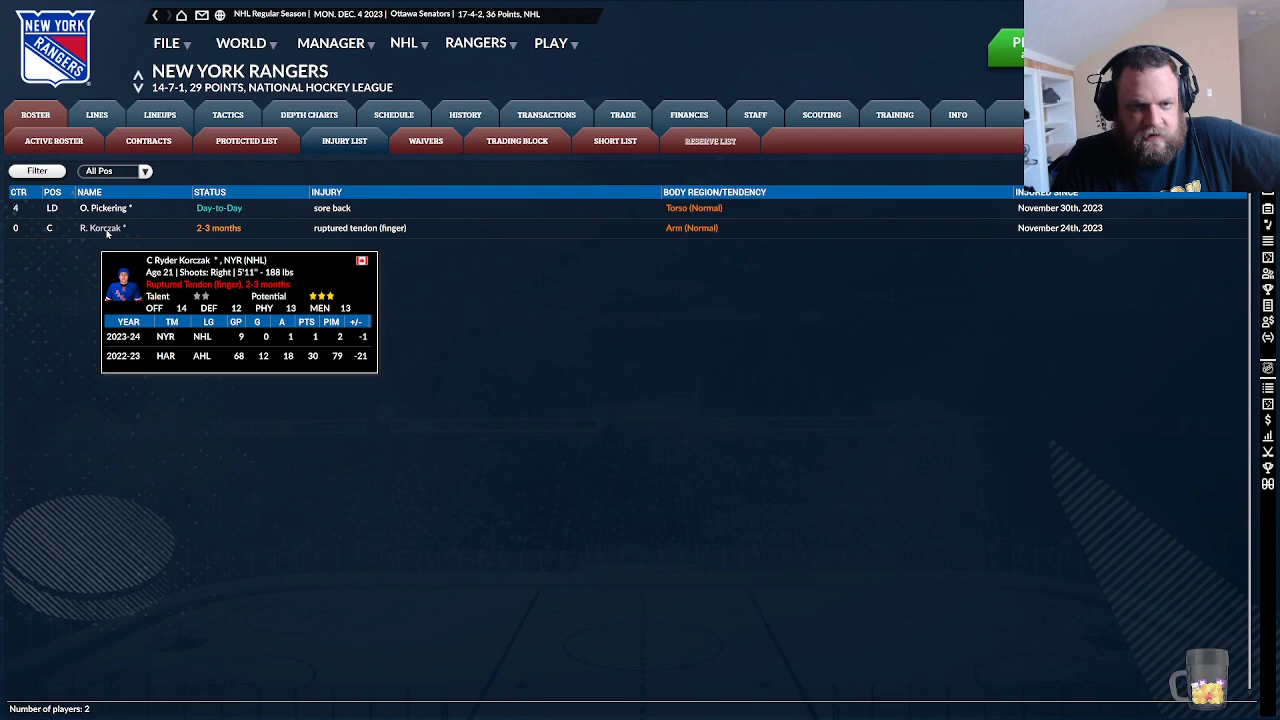 NEW YORK
RANGERS
NHL Regular Season | MON. DEC. 4 2023 | Ottawa Senators | 17-4-2, 36 Points, NHL
FILE WORLD MANAGER NHL RANGERS PLAY
NEW YORK RANGERS
14-7-1, 29 POINTS, NATIONAL HOCKEY LEAGUE
ROSTER LINES LINEUPS TACTICS DEPTH CHARTS SCHEDULE HISTORY TRANSACTIONS TRADE FINANCES STAFF SCOUTING TRAINING INFO
ACTIVE ROSTER CONTRACTS PROTECTED LIST INJURY LIST WAIVERS TRADING BLOCK SHORT LIST RESERVE LIST
Filter All Pos
CTR POS NAME STATUS INJURY BODY REGION/TENDENCY INJURED SINCE
4 LD O. Pickering * Day-to-Day sore back Torso (Normal) November 30th, 2023
0 C R. Korczak * 2-3 months ruptured tendon (finger) Arm (Normal) November 24th, 2023
C Ryder Korczak * , NYR (NHL)
Age 21 | Shoots: Right | 5'11" - 188 lbs
Ruptured Tendon (finger), 2-3 months
Talent Potential
OFF 14 DEF 12 PHY 13 MEN 13
YEAR TM LG GP G A PTS PIM +/-
2023-24 NYR NHL 9 0 1 1 2 -1
2022-23 HAR AHL 68 12 18 30 79 -21
Number of players: 2